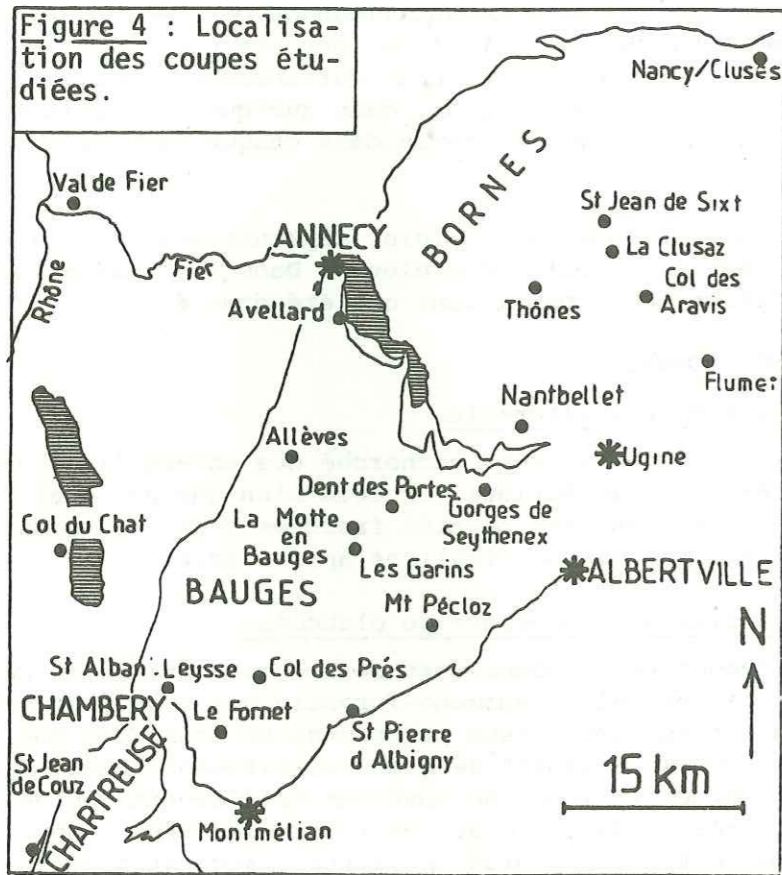 Figure 4 : Localisa-
tion des coupes étu-
diées.
Nancy/Cluses
BORNES
Val de Fier
St Jean de Sixt
ANNECY
La Clusaz
Fier
Col des
Aravis
Rhône
Thônes
Avellard
Flumet
Nantbellet
Allèves
Ugine
Dent des Portes
Gorges de
Seythenex
La Motte
en
Bauges
Col du Chat
Les Garins
ALBERTVILLE
BAUGES
Mt Pécloz
N
St Alban Leysse
Col des Prés
CHAMBERY
Le Fornet
St Pierre
d Albigny
15 km
St Jean
de Couz
CHARTREUSE
Montmélian